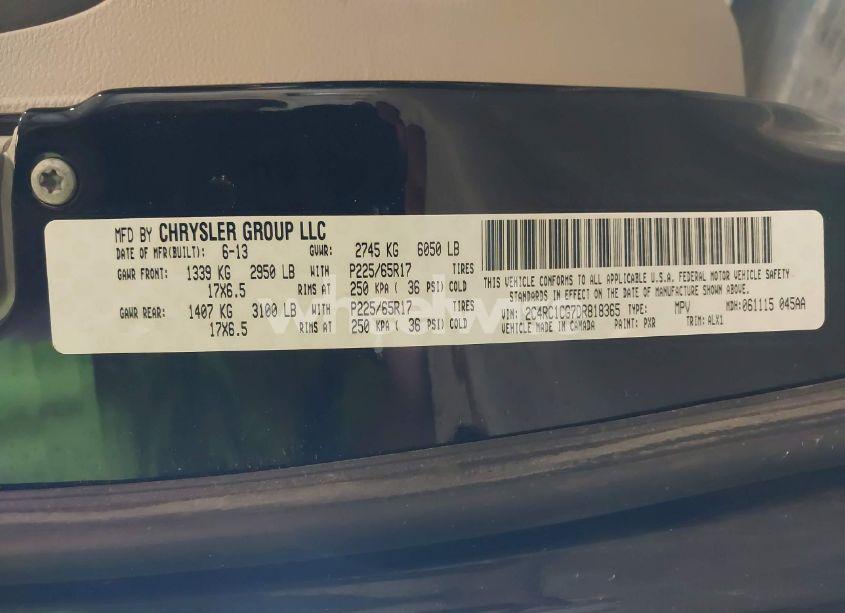 MFD BY CHRYSLER GROUP LLC
DATE OF MFR(BUILT): 6-13 GVWR: 2745 KG 6050 LB
GAWR FRONT: 1339 KG 2950 LB WITH P225/65R17 TIRES
17X6.5 RIMS AT 250 KPA ( 36 PSI) COLD
GAWR REAR: 1407 KG 3100 LB WITH P225/65R17 TIRES
17X6.5 RIMS AT 250 KPA ( 36 PSI) COLD
THIS VEHICLE CONFORMS TO ALL APPLICABLE U.S.A. FEDERAL MOTOR VEHICLE SAFETY
STANDARDS IN EFFECT ON THE DATE OF MANUFACTURE SHOWN ABOVE.
VIN: 2C4RC1CG7DR818365 TYPE: MPV MDH:061115 045AA
MADE IN CANADA PAINT: PXR TRIM: ALX1